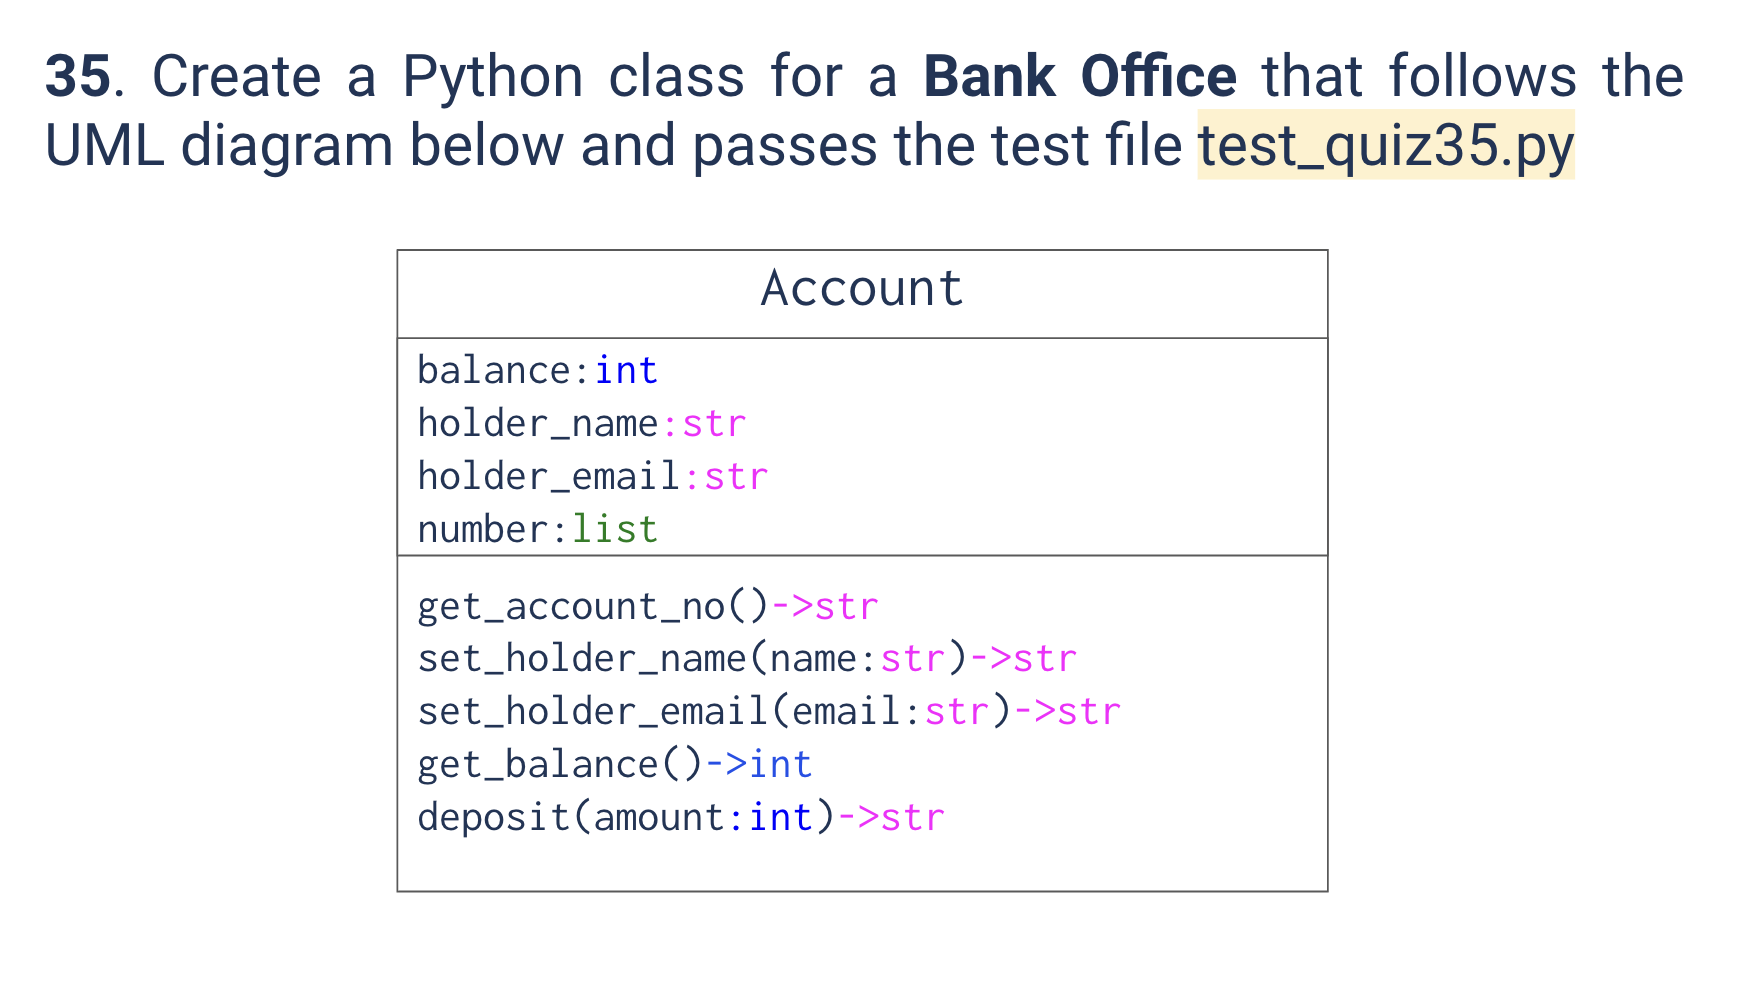 35. Create a Python class for a Bank Office that follows the
UML diagram below and passes the test file test_quiz35.py
Account
balance:int
holder_name:str
holder_email:str
number:list
get_account_no()->str
set_holder_name(name:str)->str
set_holder_email(email:str)->str
get_balance()->int
deposit(amount:int)->str